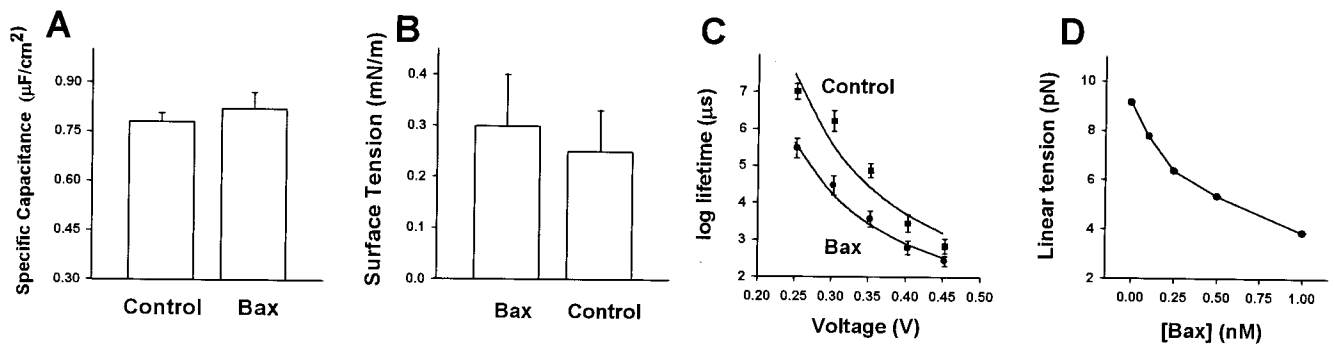 A
Specific Capacitance (μF/cm²)
0.90
0.75
0.60
0.45
0.30
Control Bax
B
Surface Tension (mN/m)
0.4
0.3
0.2
0.1
0.0
Bax Control
C
log lifetime (μs)
7
6
5
4
3
2
Control
Bax
0.20 0.25 0.30 0.35 0.40 0.45 0.50
Voltage (V)
D
Linear tension (pN)
10
8
6
4
2
0.00 0.25 0.50 0.75 1.00
[Bax] (nM)